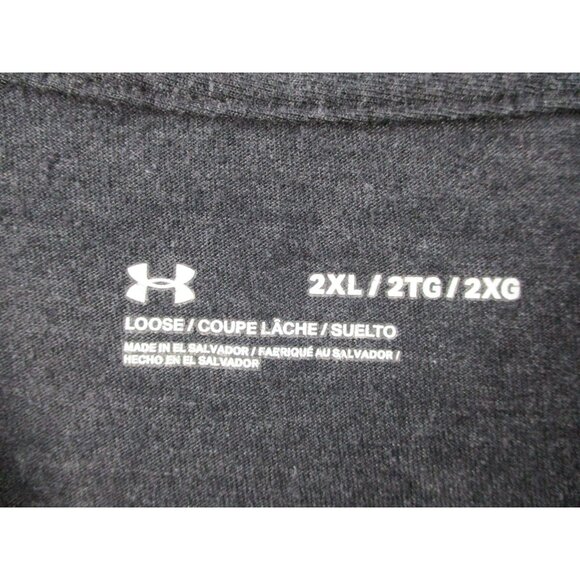 2XL / 2TG / 2XG
LOOSE / COUPE LÂCHE / SUELTO
MADE IN EL SALVADOR / FABRIQUÉ AU SALVADOR /
HECHO EN EL SALVADOR